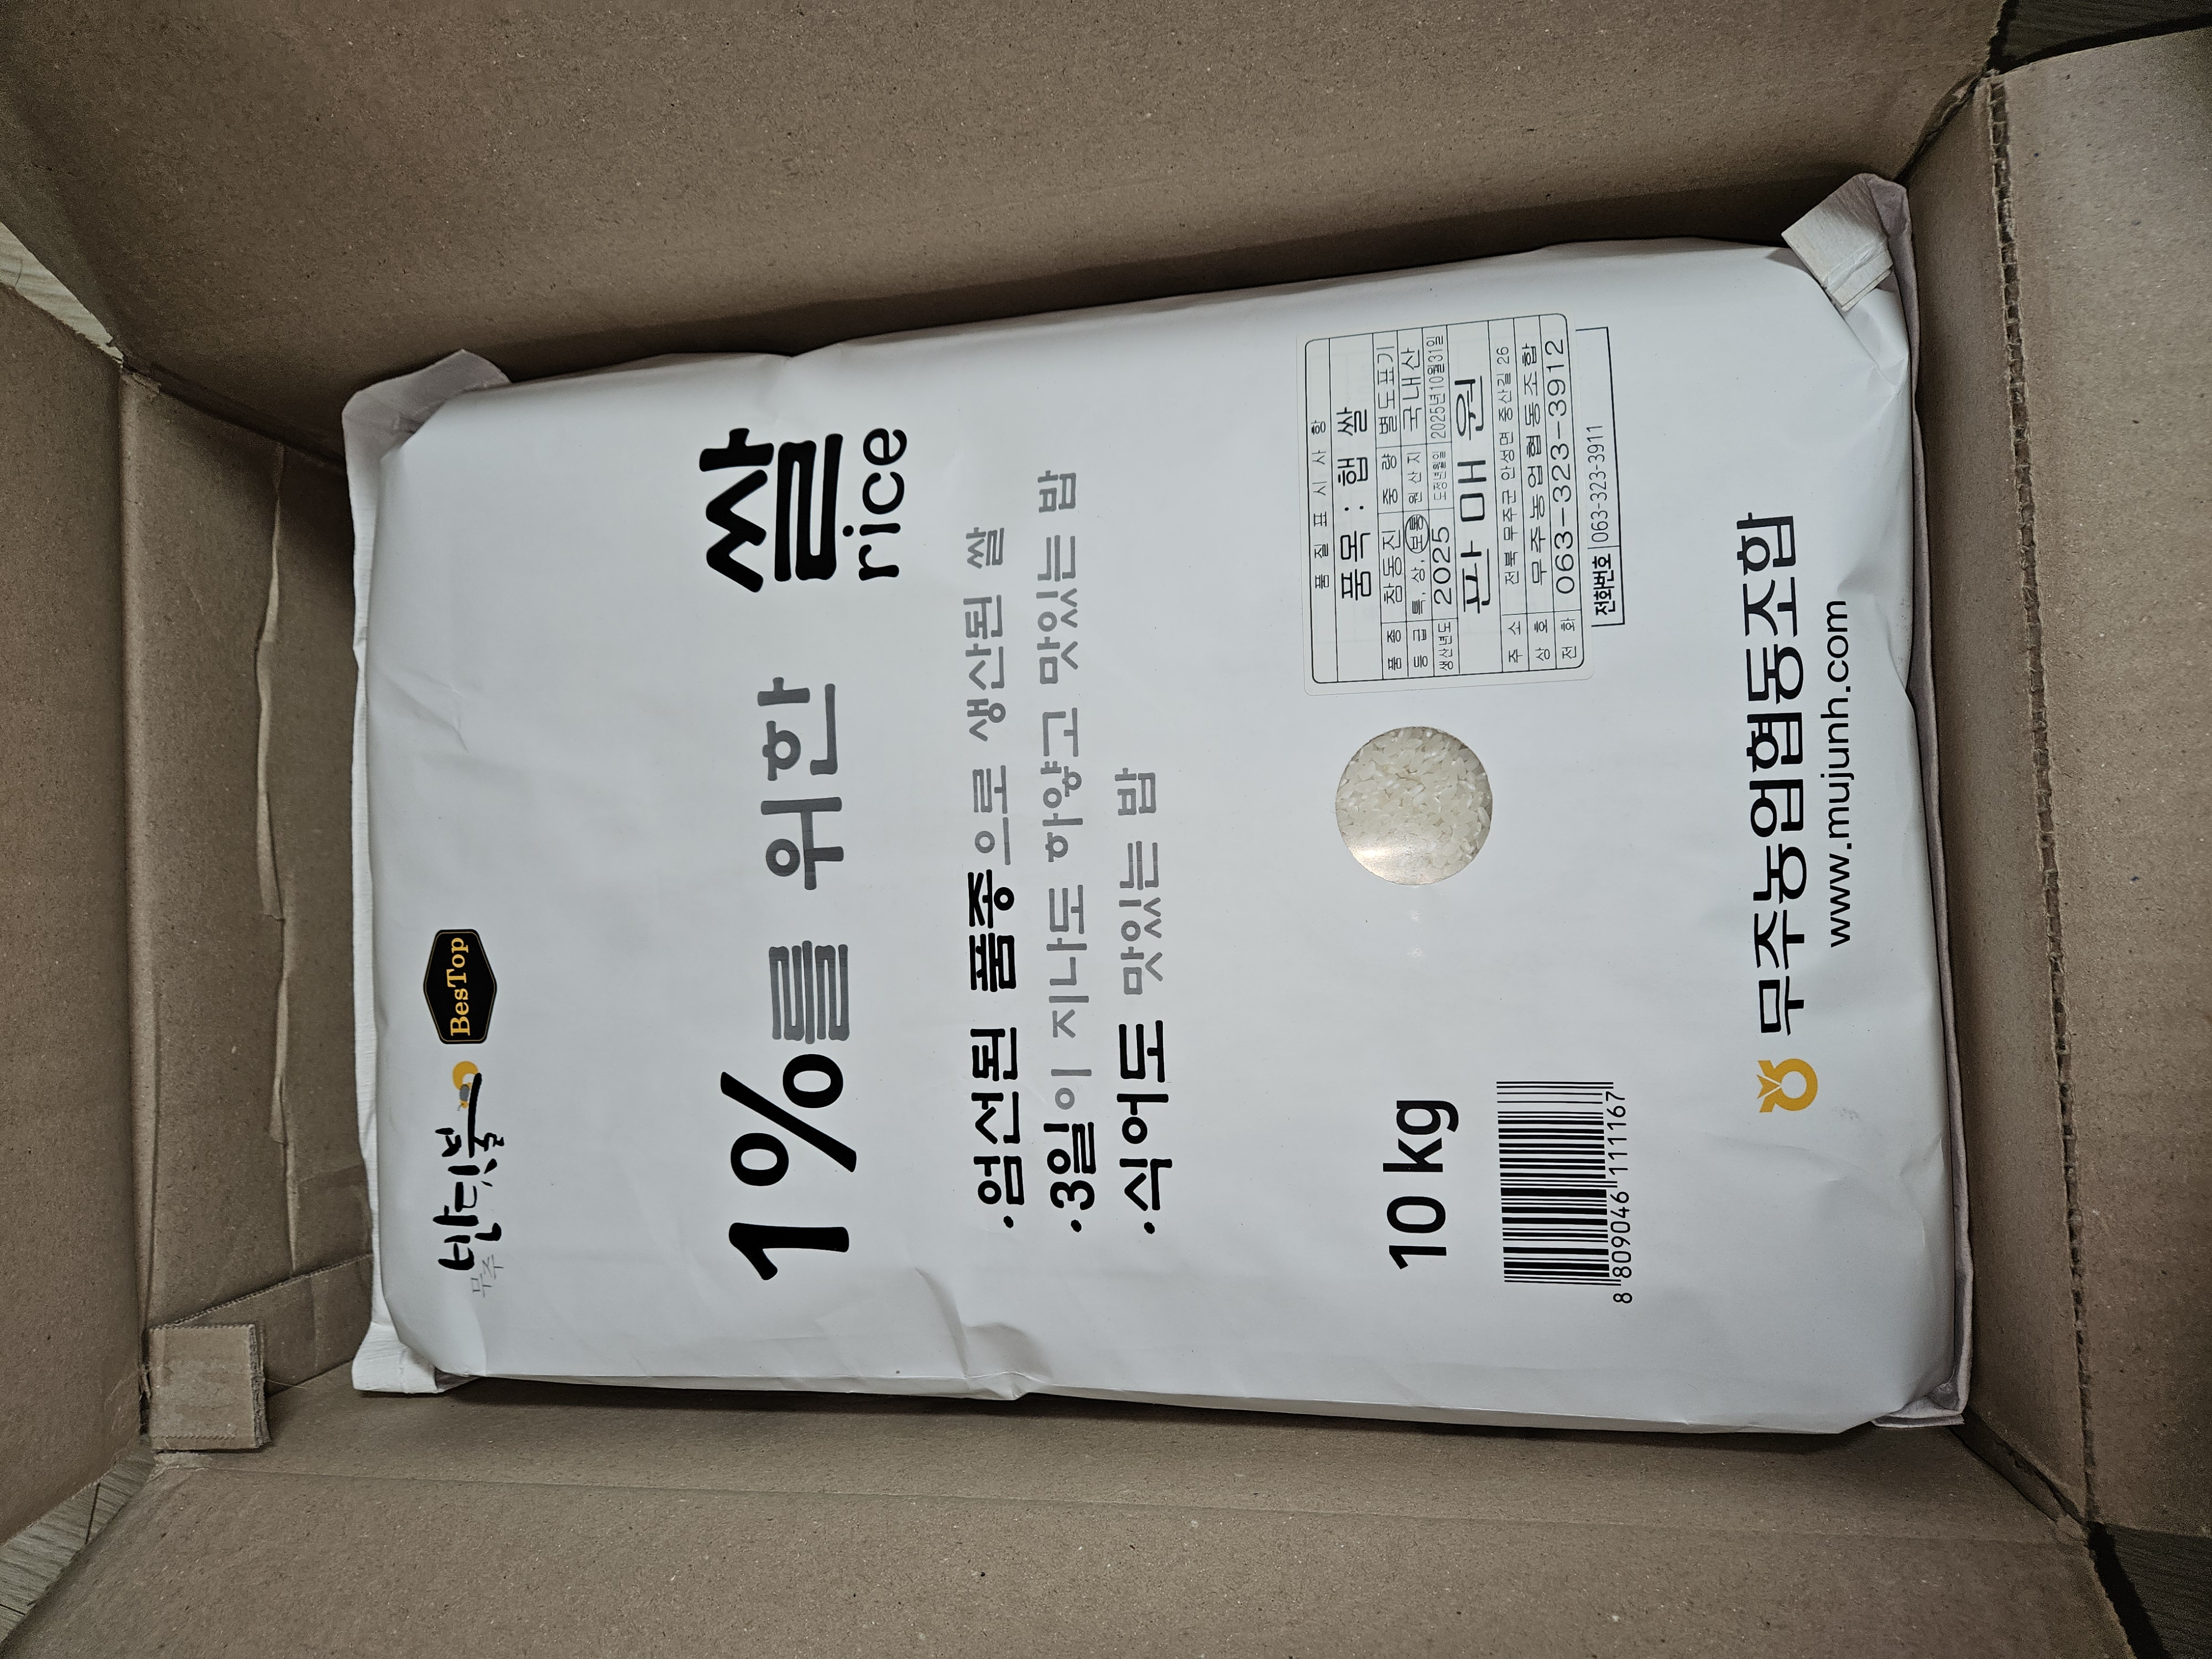 무주 반딧불 BesTop
1%를 위한 쌀
rice
·엄선된 품종으로 생산된 쌀
·3일이 지나도 하얗고 맛있는 밥
·식어도 맛있는 밥
10 kg
8 809046 111167
품 질 표 시 사 항
품목 : 햅 쌀
품 종 참동진 중 량 별도표기
등 급 특, 상, 보통 원 산 지 국내산
생산년도 2025 도정년월일 2025년10월31일
판 매 원
주 소 전북 무주군 안성면 중산길 26
상 호 무주농업협동조합
전 화 063-323-3912
전화번호 063-323-3911
무주농업협동조합
www.mujunh.com